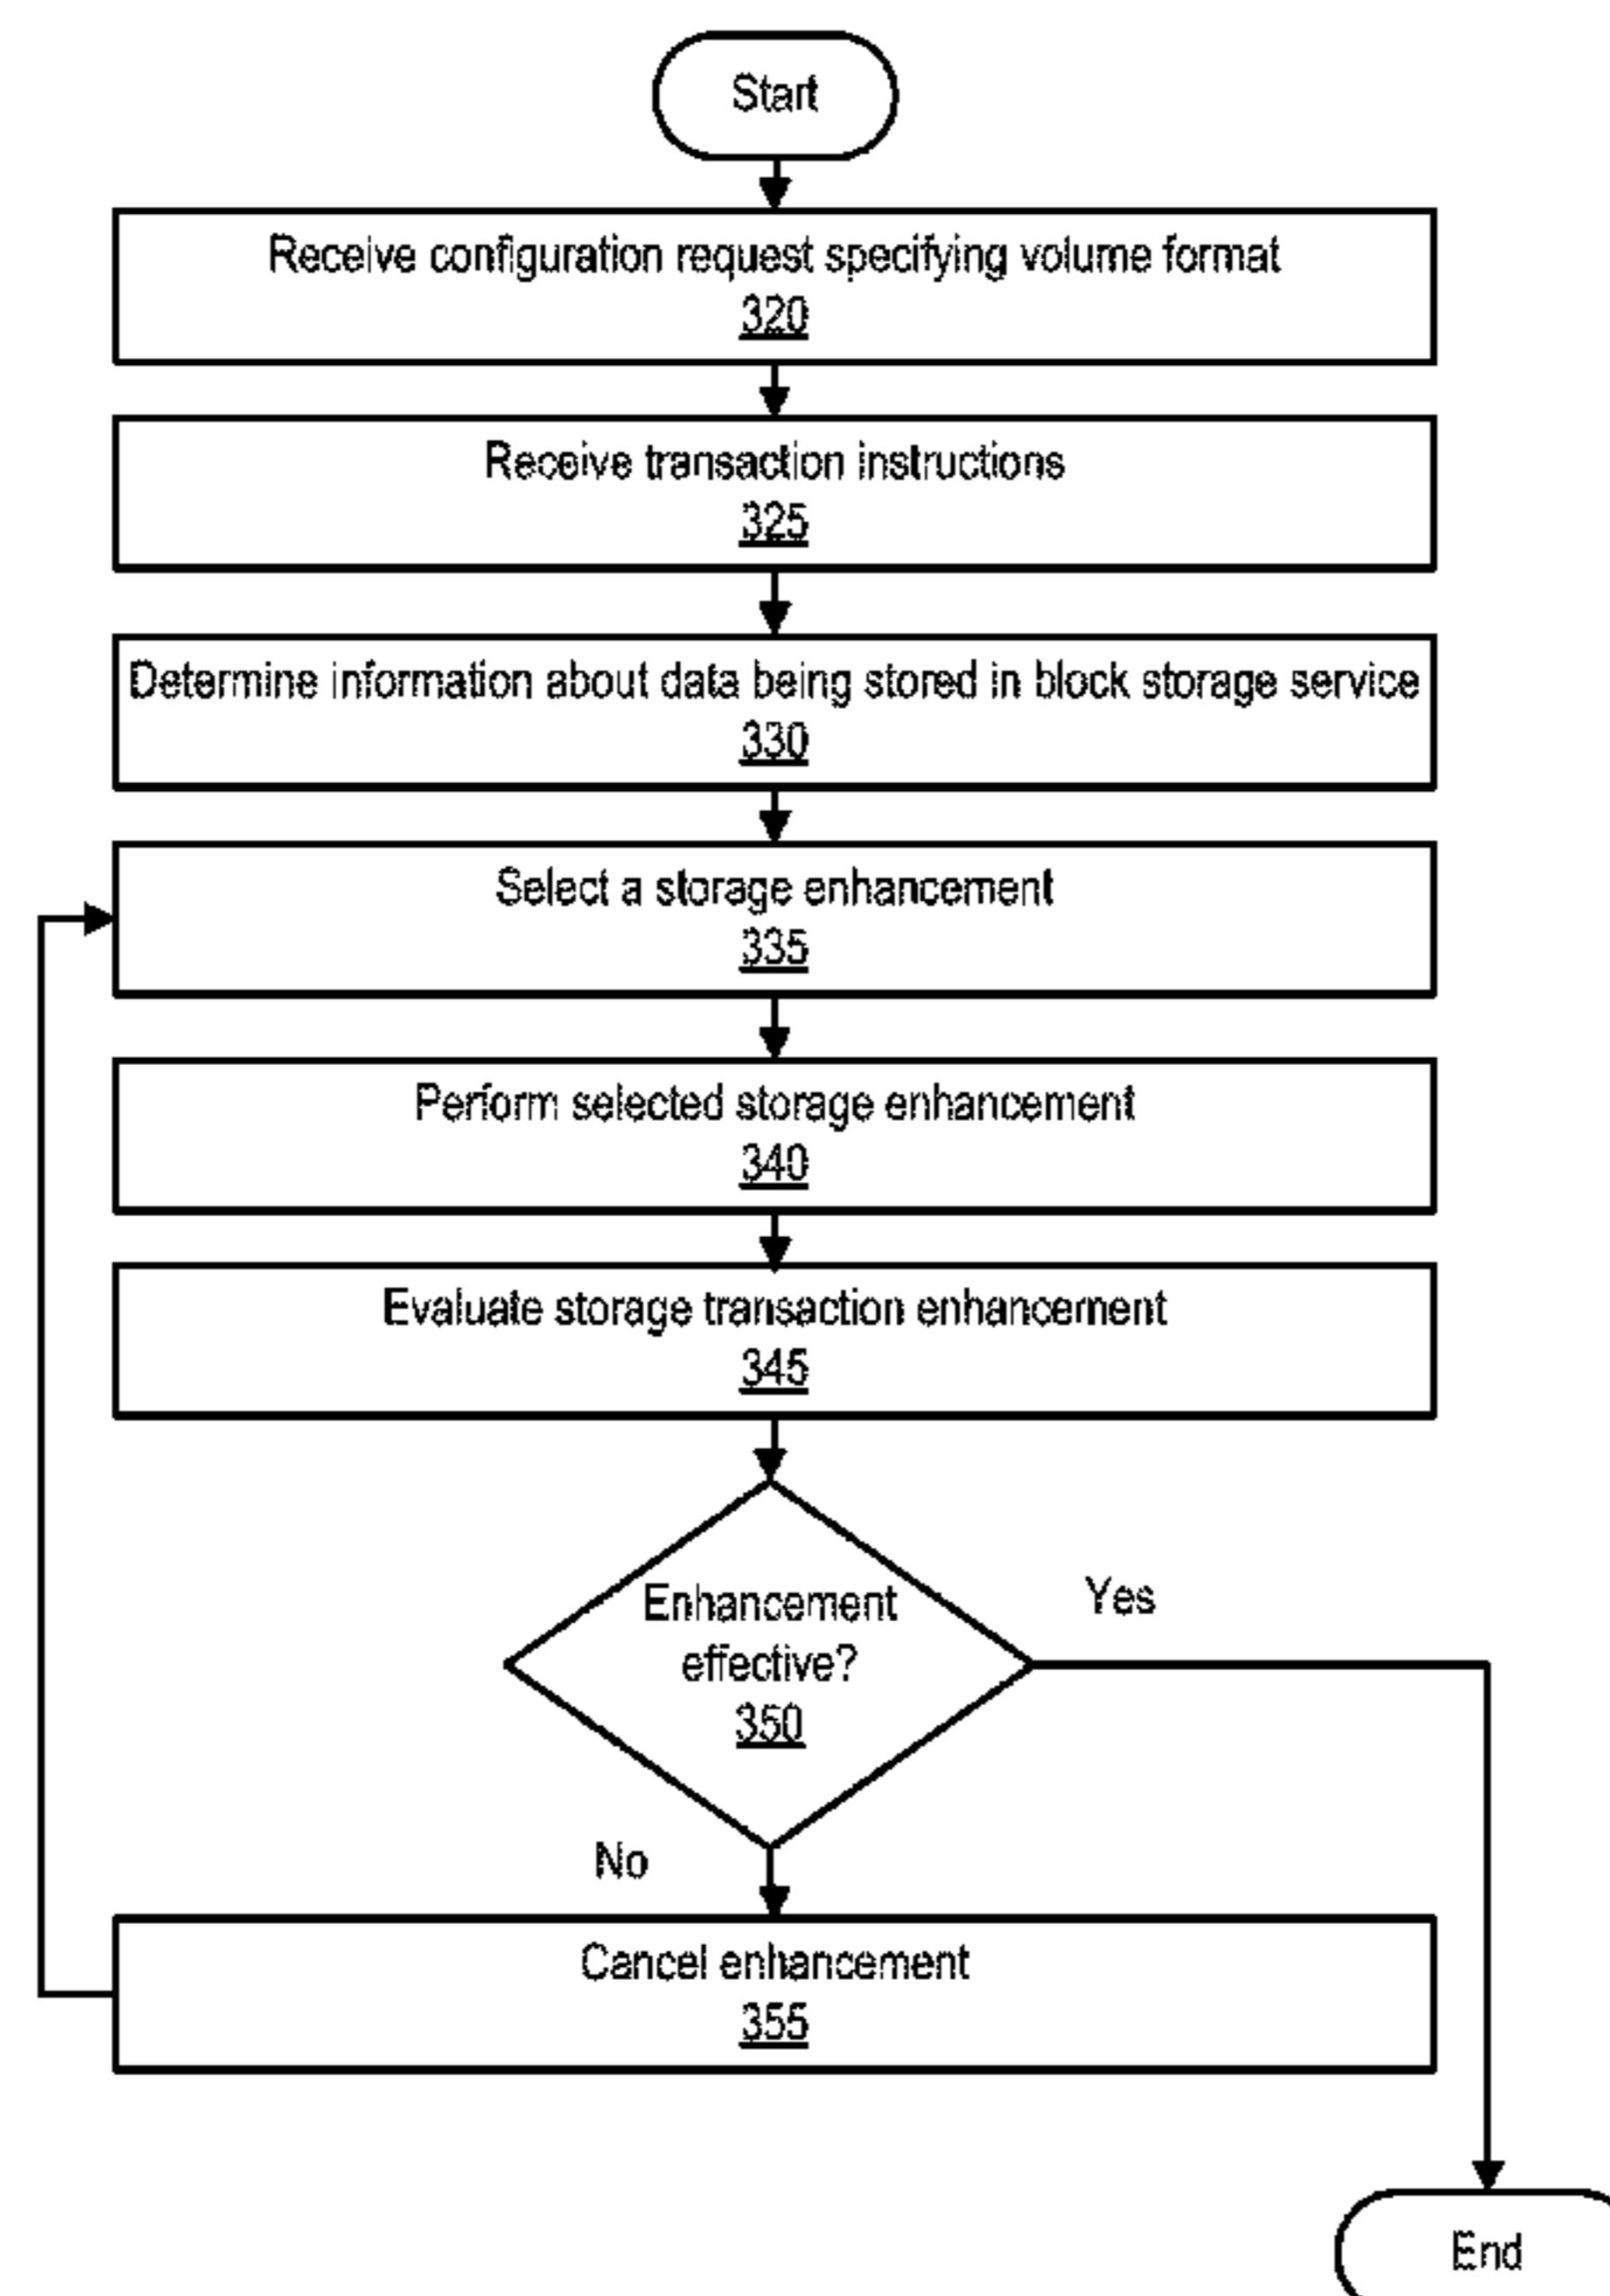 Start
Receive configuration request specifying volume format
320
Receive transaction instructions
325
Determine information about data being stored in block storage service
330
Select a storage enhancement
335
Perform selected storage enhancement
340
Evaluate storage transaction enhancement
345
Enhancement
effective?
350
Yes
No
Cancel enhancement
355
End